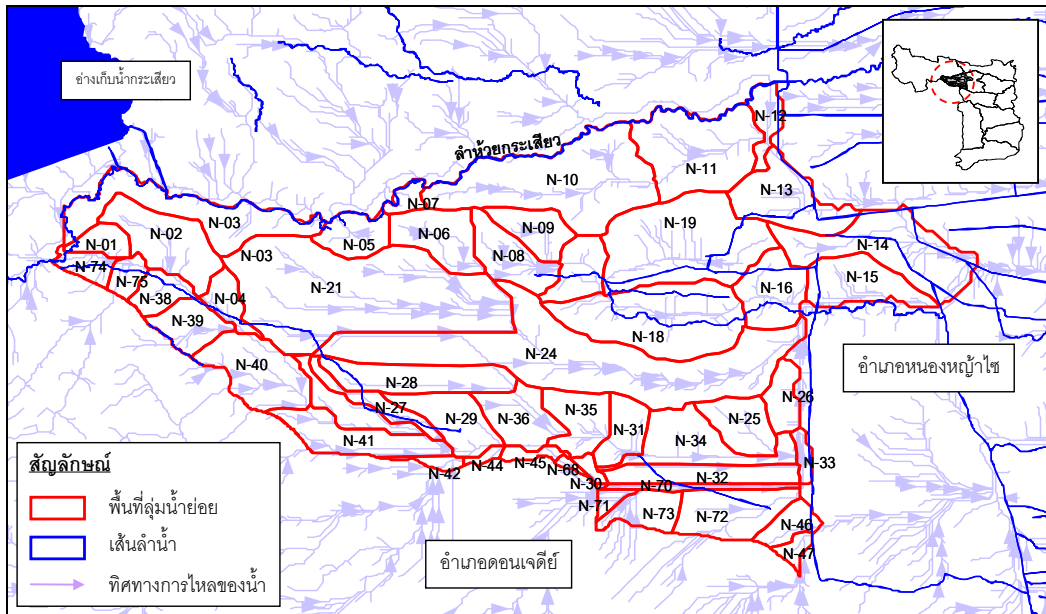 อ่างเก็บน้ำกระเสียว
ลำห้วยกระเสียว
N-12
N-11
N-10
N-13
N-07
N-03
N-02
N-01
N-03
N-05
N-06
N-09
N-08
N-19
N-14
N-15
N-16
N-74
N-75
N-38
N-04
N-21
N-39
N-18
N-40
N-24
อำเภอหนองหญ้าไซ
N-28
N-27
N-29
N-36
N-35
N-31
N-25
N-26
N-34
N-41
N-42
N-44
N-45
N-68
N-30
N-70
N-32
N-33
N-71
N-73
N-72
N-46
N-47
อำเภอดอนเจดีย์
สัญลักษณ์
พื้นที่ลุ่มน้ำย่อย
เส้นลำน้ำ
ทิศทางการไหลของน้ำ